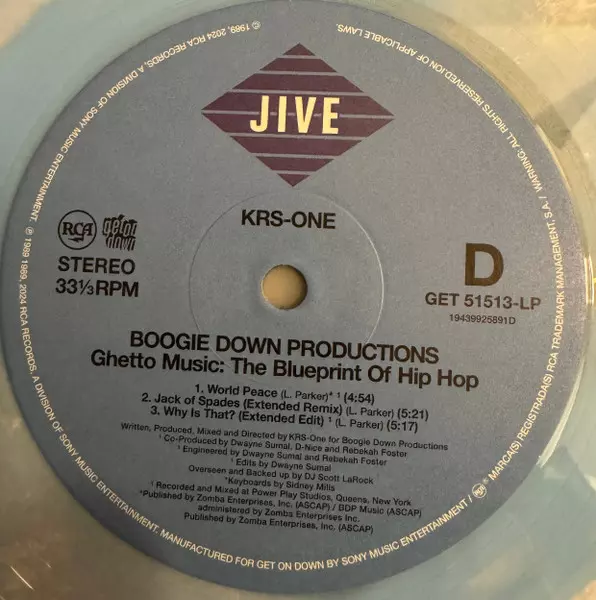 JIVE
KRS-ONE
RCA
get on down
STEREO
33⅓RPM
D
GET 51513-LP
19439925891D
BOOGIE DOWN PRODUCTIONS
Ghetto Music: The Blueprint Of Hip Hop
1. World Peace (L. Parker)* ¹ (4:54)
2. Jack of Spades (Extended Remix) (L. Parker) (5:21)
3. Why Is That? (Extended Edit) ¹ (L. Parker) (5:17)
Written, Produced, Mixed and Directed by KRS-One for Boogie Down Productions
¹ Co-Produced by Dwayne Sumal, D-Nice and Rebekah Foster
¹ Engineered by Dwayne Sumal and Rebekah Foster
¹ Edits by Dwayne Sumal
Overseen and Backed up by DJ Scott LaRock
*Keyboards by Sidney Mills
¹ Recorded and Mixed at Power Play Studios, Queens, New York
*Published by Zomba Enterprises, Inc. (ASCAP) / BDP Music (ASCAP)
administered by Zomba Enterprises Inc.
Published by Zomba Enterprises, Inc. (ASCAP)
℗ 1989 1989, 2024 RCA RECORDS, A DIVISION OF SONY MUSIC ENTERTAINMENT. MANUFACTURED FOR GET ON DOWN BY SONY MUSIC ENTERTAINMENT / RCA ® MARCA(S) REGISTRADA(S) RCA TRADEMARK MANAGEMENT, S.A. / WARNING: ALL RIGHTS RESERVED. OF APPLICABLE LAWS.
© 1989, 2024 RCA RECORDS, A DIVISION OF SONY MUSIC ENTERTAINMENT.